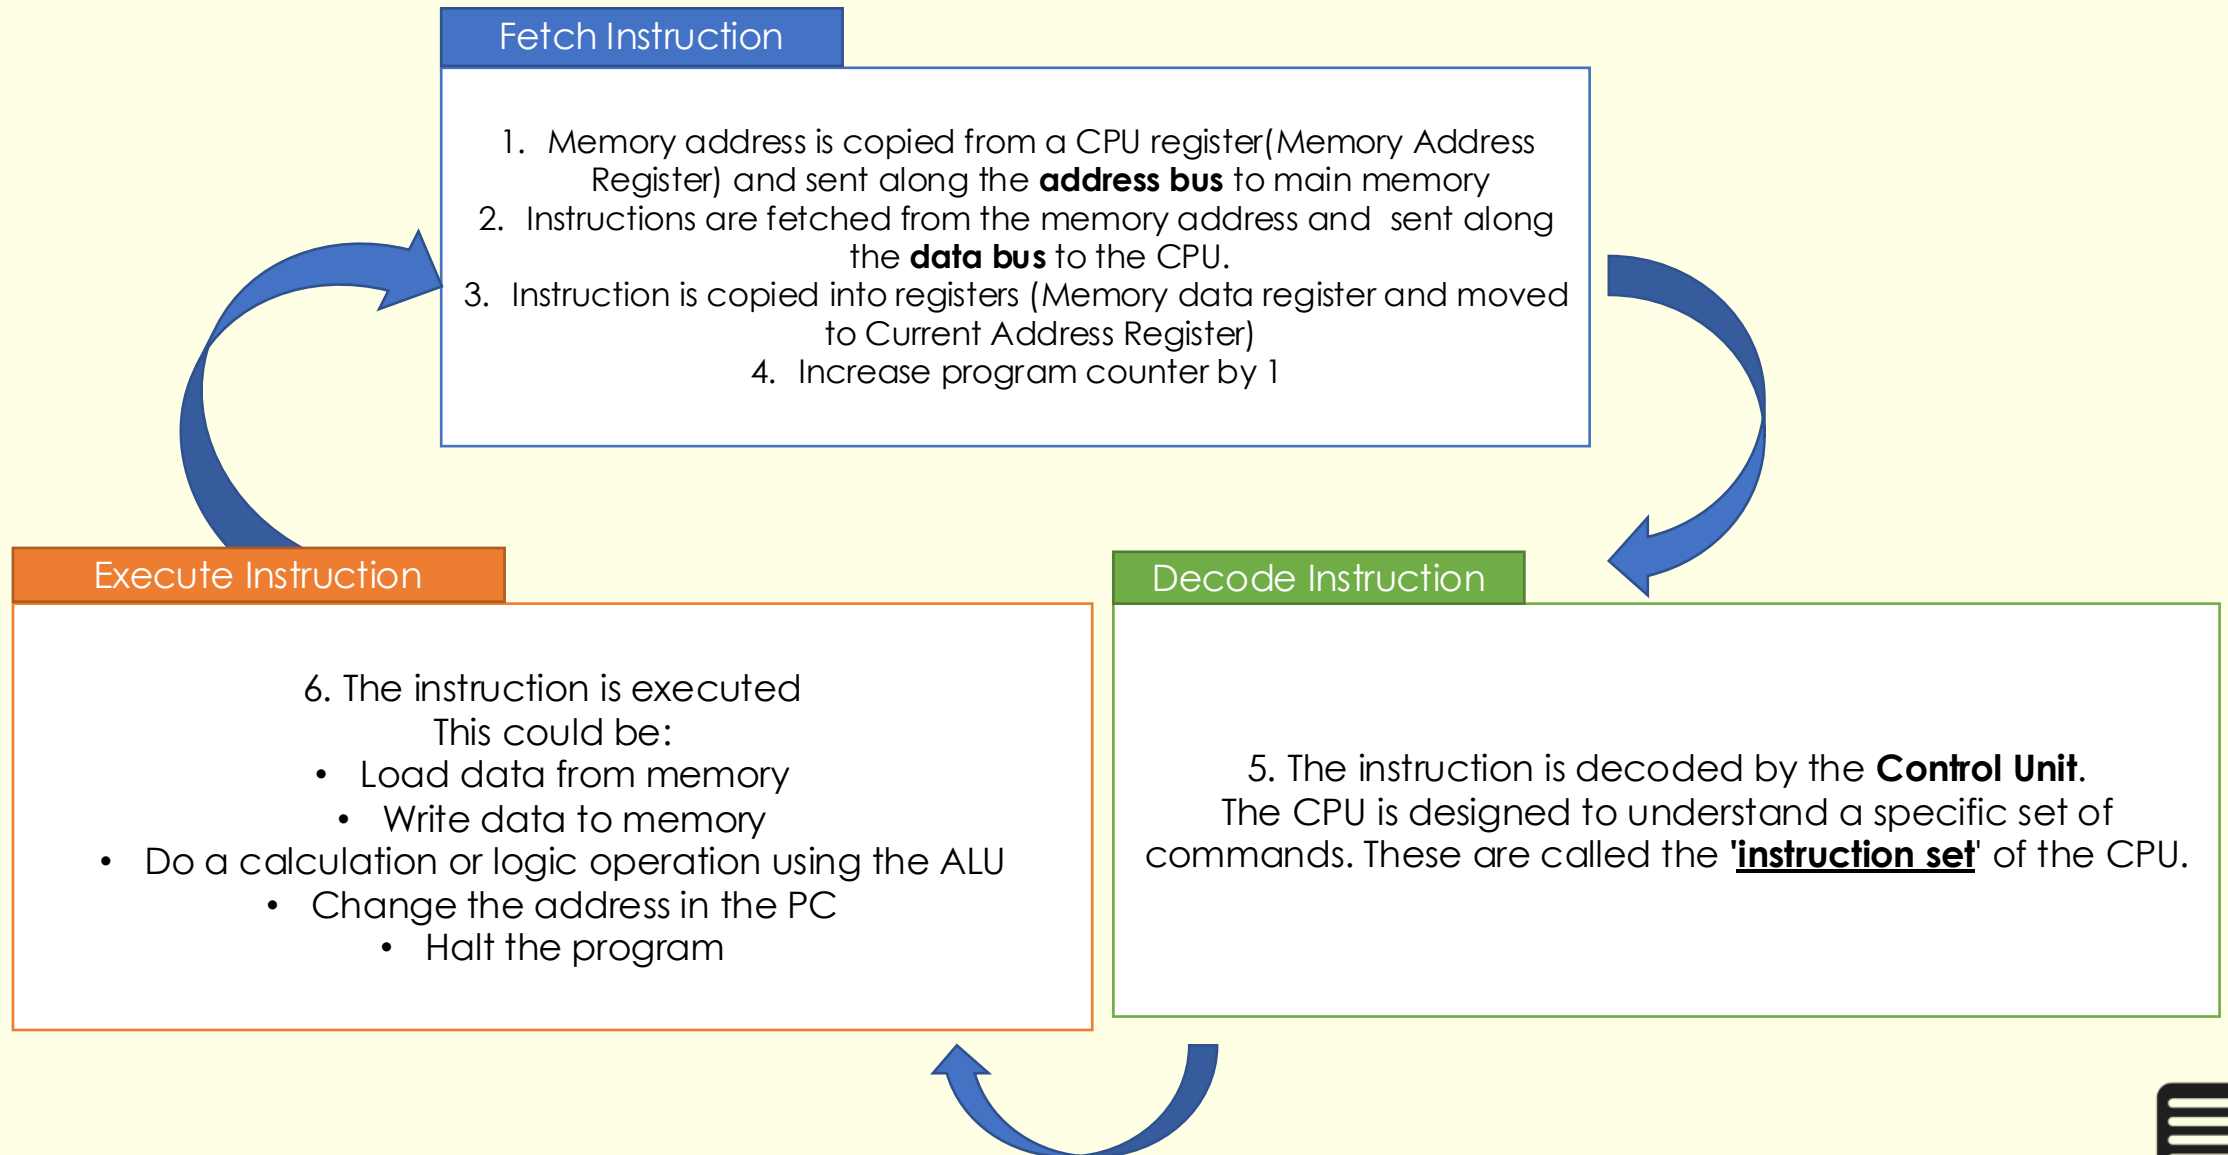 Fetch Instruction
1. Memory address is copied from a CPU register(Memory Address
Register) and sent along the address bus to main memory
2. Instructions are fetched from the memory address and  sent along
the data bus to the CPU.
3. Instruction is copied into registers (Memory data register and moved
to Current Address Register)
4. Increase program counter by 1
Execute Instruction
6. The instruction is executed
This could be:
• Load data from memory
• Write data to memory
• Do a calculation or logic operation using the ALU
• Change the address in the PC
• Halt the program
Decode Instruction
5. The instruction is decoded by the Control Unit.
The CPU is designed to understand a specific set of
commands. These are called the 'instruction set' of the CPU.